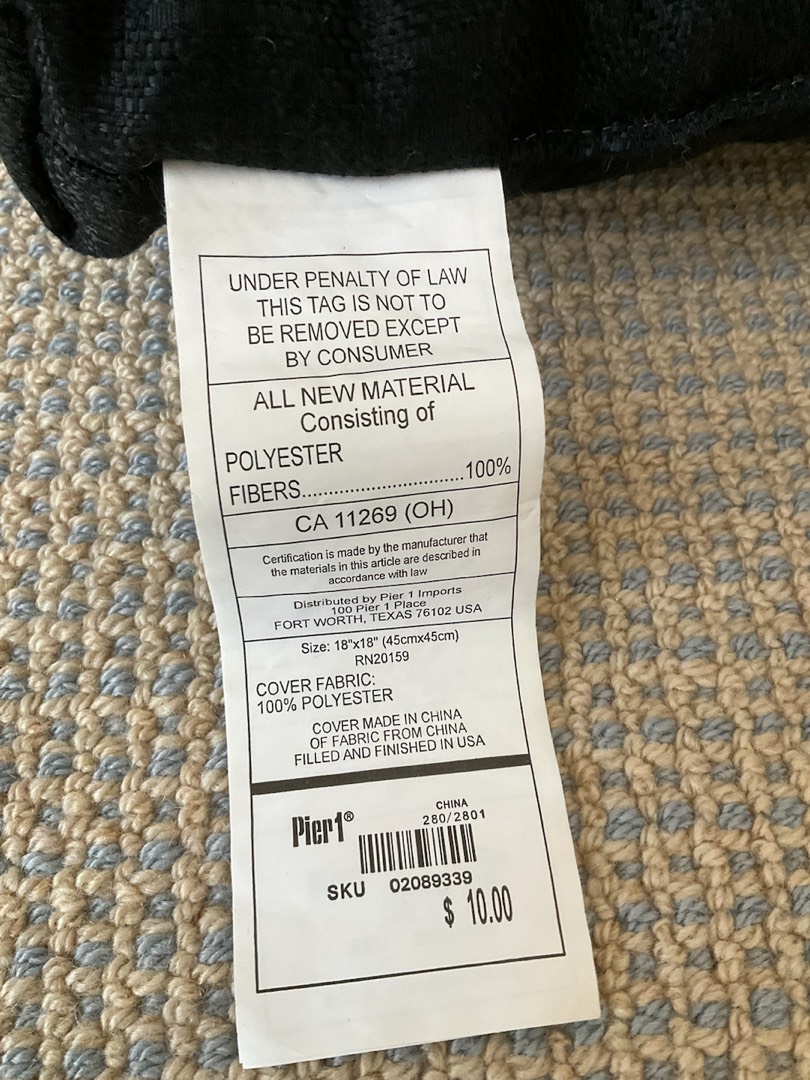 UNDER PENALTY OF LAW
THIS TAG IS NOT TO
BE REMOVED EXCEPT
BY CONSUMER
ALL NEW MATERIAL
Consisting of
POLYESTER
FIBERS..............................100%
CA 11269 (OH)
Certification is made by the manufacturer that
the materials in this article are described in
accordance with law
Distributed by Pier 1 Imports
100 Pier 1 Place
FORT WORTH, TEXAS 76102 USA
Size: 18"x18" (45cmx45cm)
RN20159
COVER FABRIC:
100% POLYESTER
COVER MADE IN CHINA
OF FABRIC FROM CHINA
FILLED AND FINISHED IN USA
Pier1®
CHINA
280/2801
SKU 02089339
$ 10.00